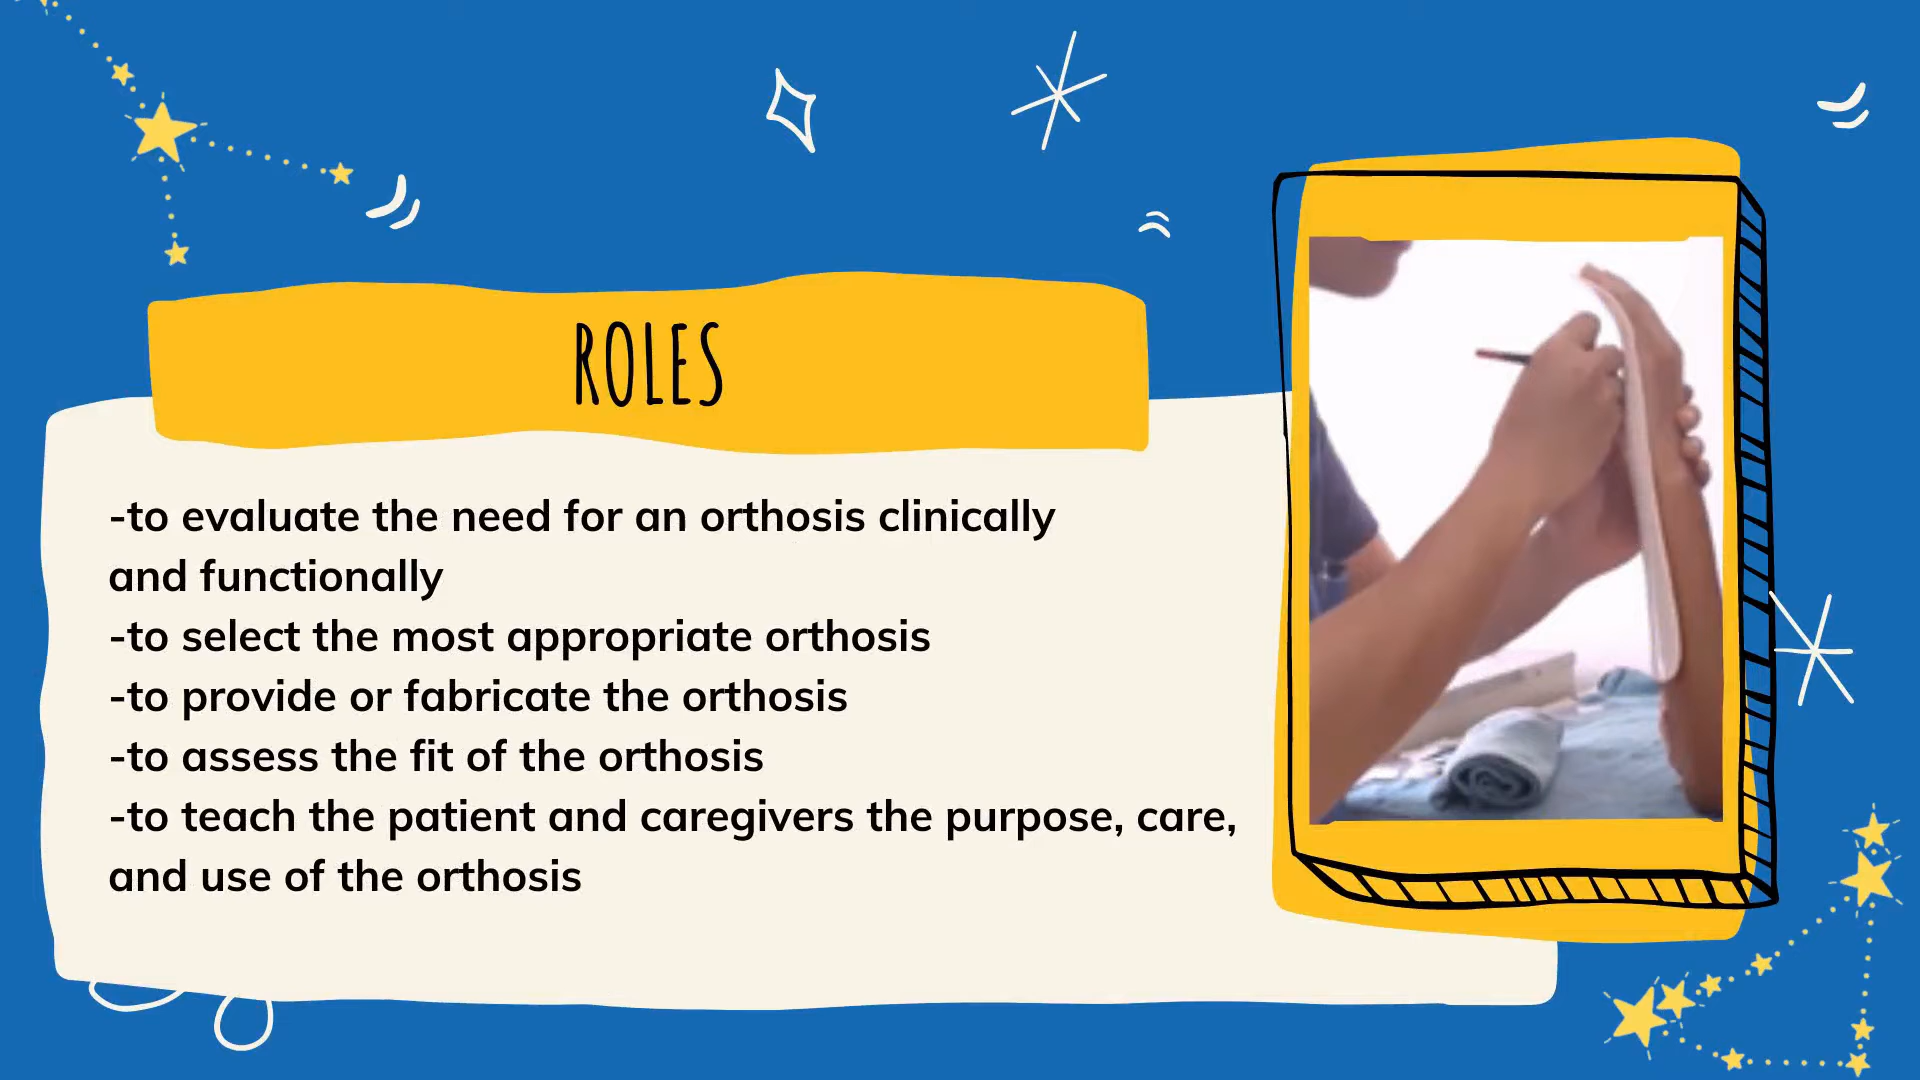 ROLES
-to evaluate the need for an orthosis clinically
and functionally
-to select the most appropriate orthosis
-to provide or fabricate the orthosis
-to assess the fit of the orthosis
-to teach the patient and caregivers the purpose, care,
and use of the orthosis